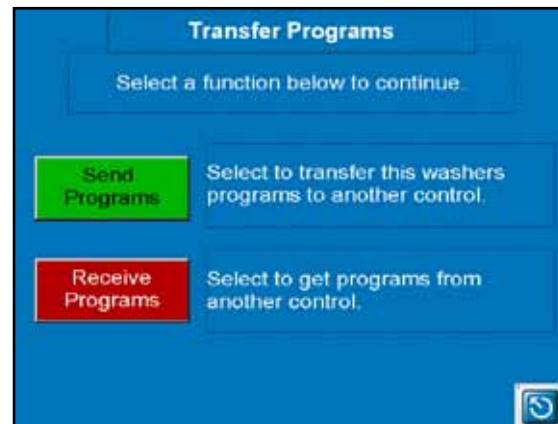 Transfer Programs
Select a function below to continue.
Send
Programs
Select to transfer this washers
programs to another control.
Receive
Programs
Select to get programs from
another control.